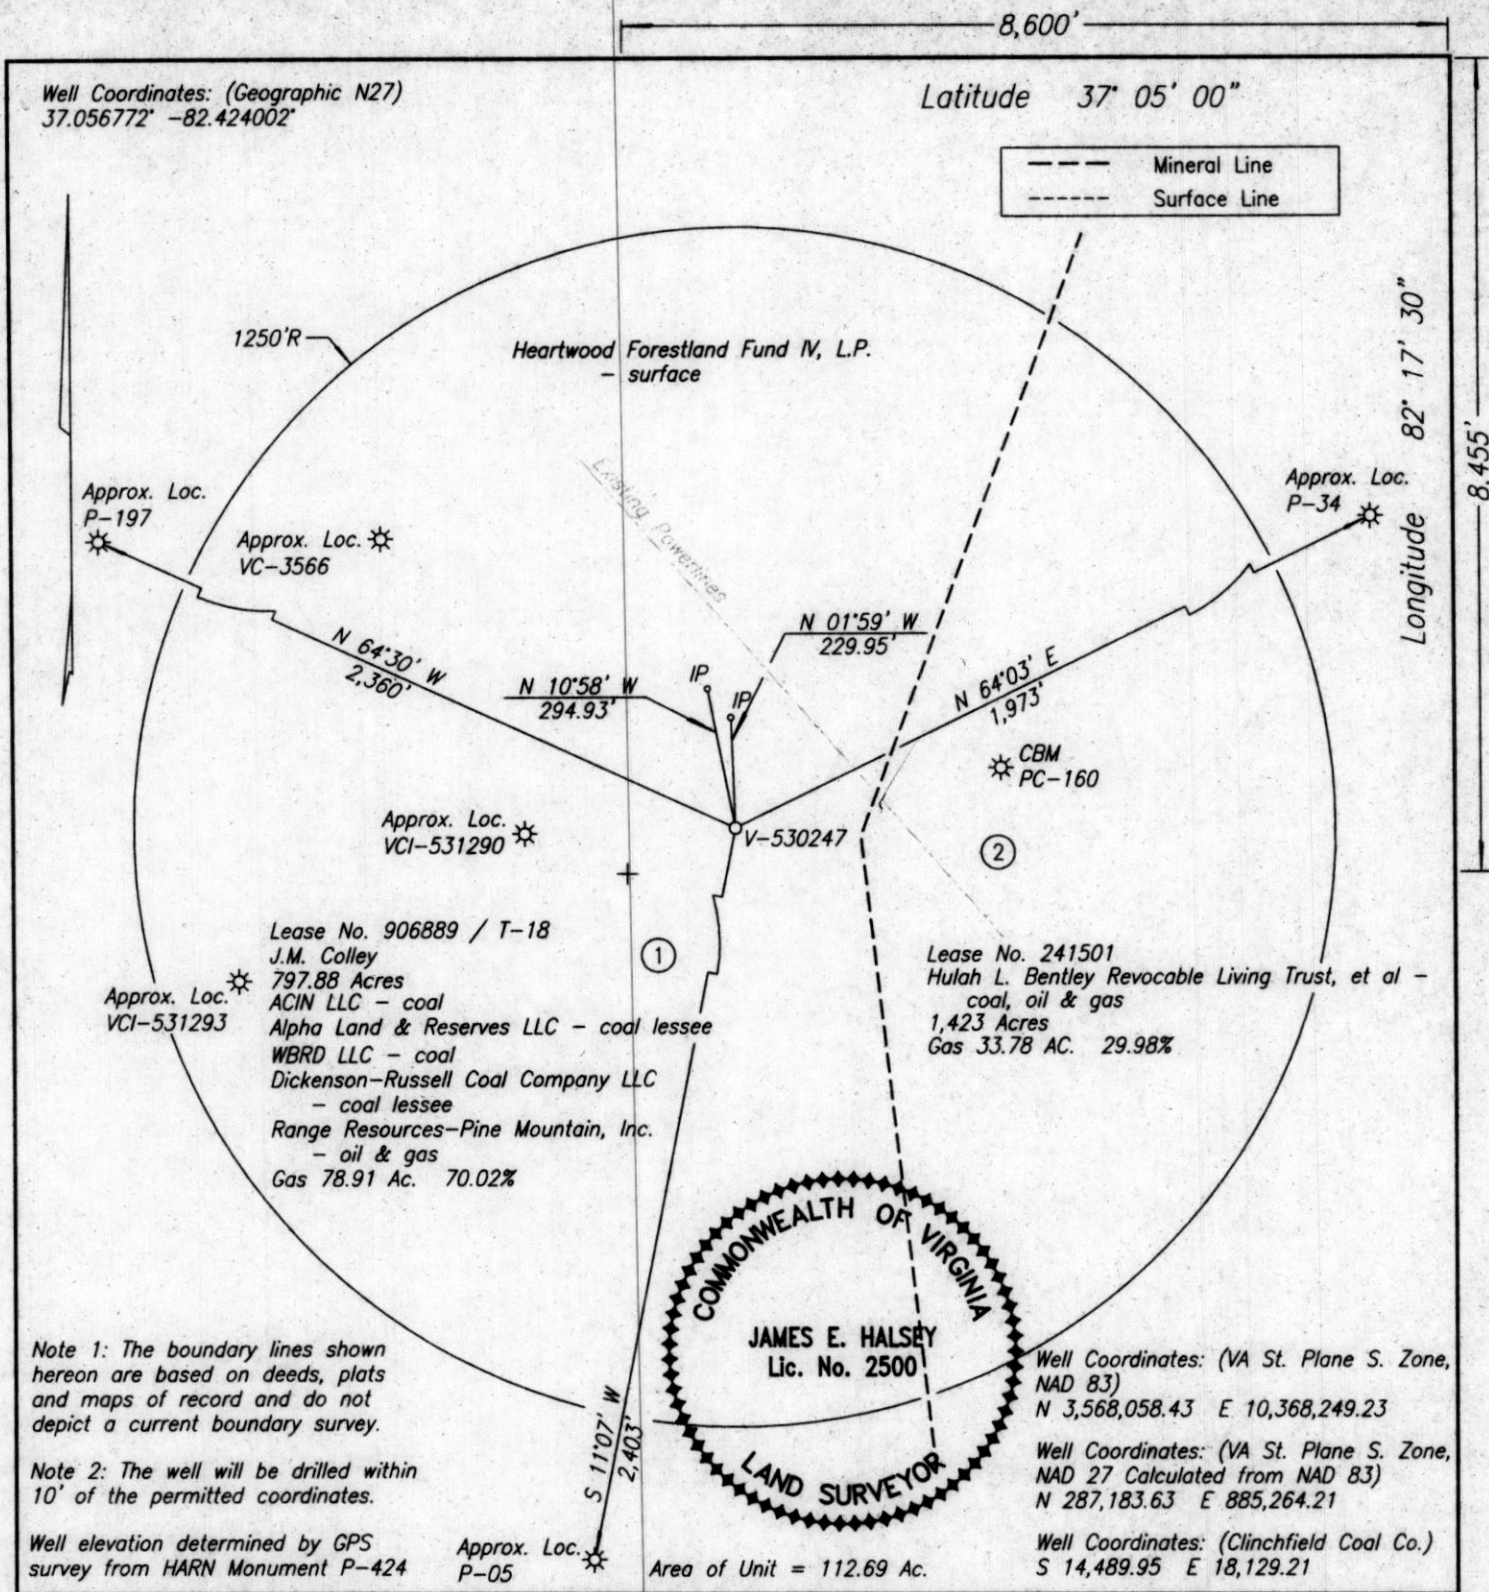 8,600'
Well Coordinates: (Geographic N27)
37.056772° -82.424002°
Latitude 37° 05' 00"
Mineral Line
Surface Line
Longitude 82° 17' 30"
8,455'
1250'R
Heartwood Forestland Fund IV, L.P.
- surface
Existing Powerlines
Approx. Loc.
P-197
Approx. Loc.
VC-3566
Approx. Loc.
P-34
N 01°59' W
229.95'
N 64°30' W
2,360'
N 10°58' W
294.93'
IP
IP
N 64°03' E
1,973'
CBM
PC-160
Approx. Loc.
VCI-531290
V-530247
2
1
Lease No. 906889 / T-18
J.M. Colley
797.88 Acres
ACIN LLC - coal
Alpha Land & Reserves LLC - coal lessee
WBRD LLC - coal
Dickenson-Russell Coal Company LLC
- coal lessee
Range Resources-Pine Mountain, Inc.
- oil & gas
Gas 78.91 Ac. 70.02%
Approx. Loc.
VCI-531293
Lease No. 241501
Hulah L. Bentley Revocable Living Trust, et al -
coal, oil & gas
1,423 Acres
Gas 33.78 AC. 29.98%
COMMONWEALTH OF VIRGINIA
JAMES E. HALSEY
Lic. No. 2500
LAND SURVEYOR
Note 1: The boundary lines shown
hereon are based on deeds, plats
and maps of record and do not
depict a current boundary survey.
Note 2: The well will be drilled within
10' of the permitted coordinates.
Well elevation determined by GPS
survey from HARN Monument P-424
S 11°07' W
2,403'
Approx. Loc.
P-05
Area of Unit = 112.69 Ac.
Well Coordinates: (VA St. Plane S. Zone,
NAD 83)
N 3,568,058.43 E 10,368,249.23
Well Coordinates: (VA St. Plane S. Zone,
NAD 27 Calculated from NAD 83)
N 287,183.63 E 885,264.21
Well Coordinates: (Clinchfield Coal Co.)
S 14,489.95 E 18,129.21